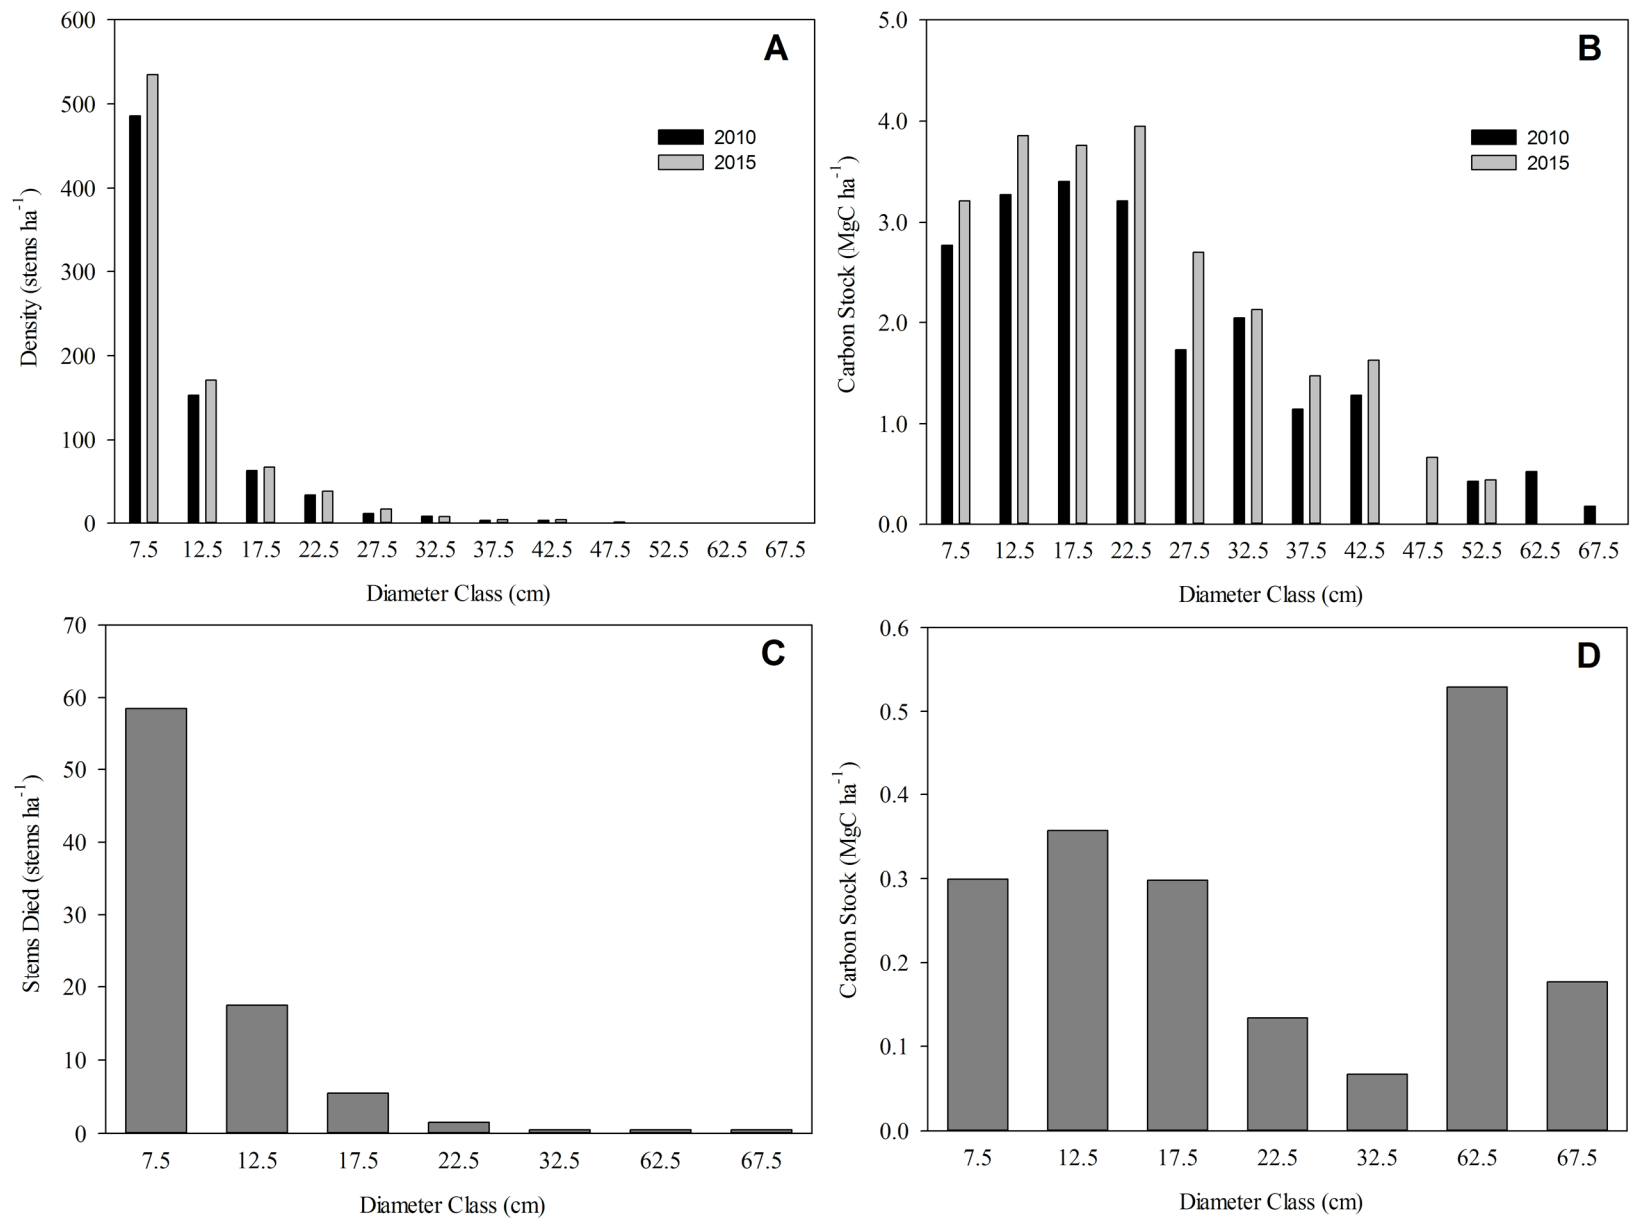 A
600
500
400
300
200
100
0
Density (stems ha-1)
2010
2015
7.5 12.5 17.5 22.5 27.5 32.5 37.5 42.5 47.5 52.5 62.5 67.5
Diameter Class (cm)
B
5.0
4.0
3.0
2.0
1.0
0.0
Carbon Stock (MgC ha-1)
2010
2015
7.5 12.5 17.5 22.5 27.5 32.5 37.5 42.5 47.5 52.5 62.5 67.5
Diameter Class (cm)
C
70
60
50
40
30
20
10
0
Stems Died (stems ha-1)
7.5 12.5 17.5 22.5 32.5 62.5 67.5
Diameter Class (cm)
D
0.6
0.5
0.4
0.3
0.2
0.1
0.0
Carbon Stock (MgC ha-1)
7.5 12.5 17.5 22.5 32.5 62.5 67.5
Diameter Class (cm)